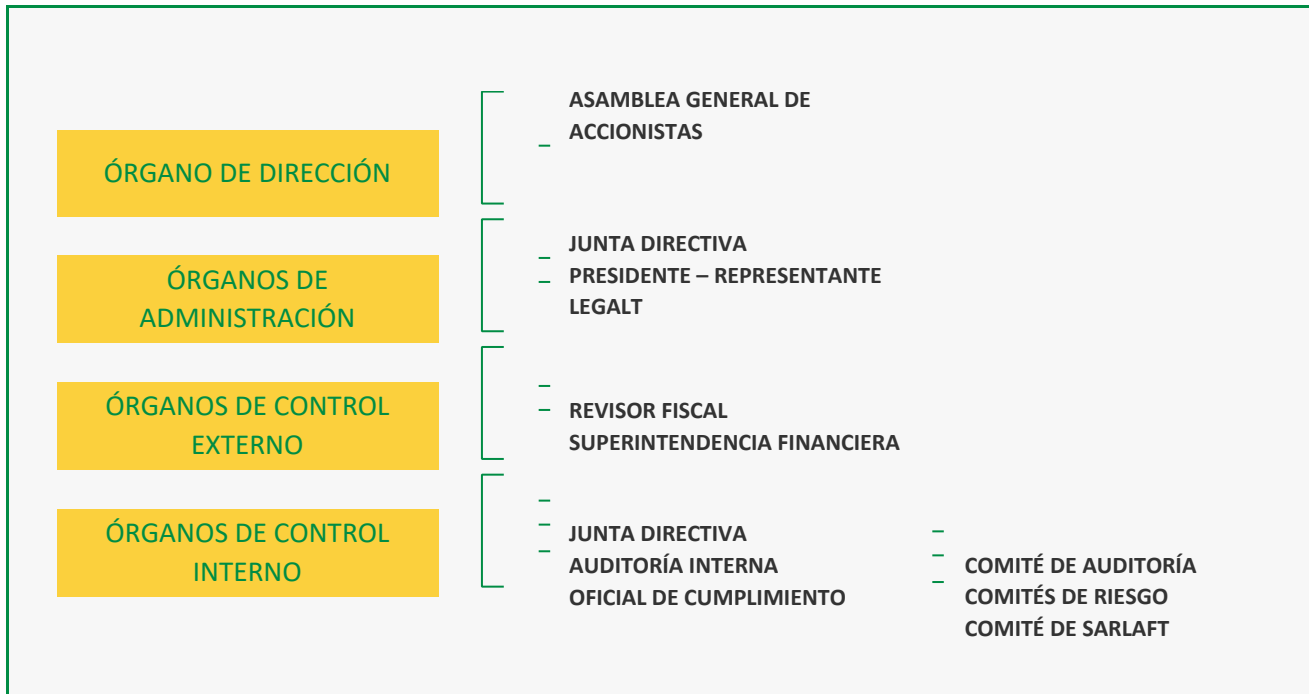 ÓRGANO DE DIRECCIÓN
ASAMBLEA GENERAL DE
ACCIONISTAS
ÓRGANOS DE
ADMINISTRACIÓN
JUNTA DIRECTIVA
PRESIDENTE – REPRESENTANTE
LEGALT
ÓRGANOS DE CONTROL
EXTERNO
REVISOR FISCAL
SUPERINTENDENCIA FINANCIERA
ÓRGANOS DE CONTROL
INTERNO
JUNTA DIRECTIVA
AUDITORÍA INTERNA
OFICIAL DE CUMPLIMIENTO
COMITÉ DE AUDITORÍA
COMITÉS DE RIESGO
COMITÉ DE SARLAFT